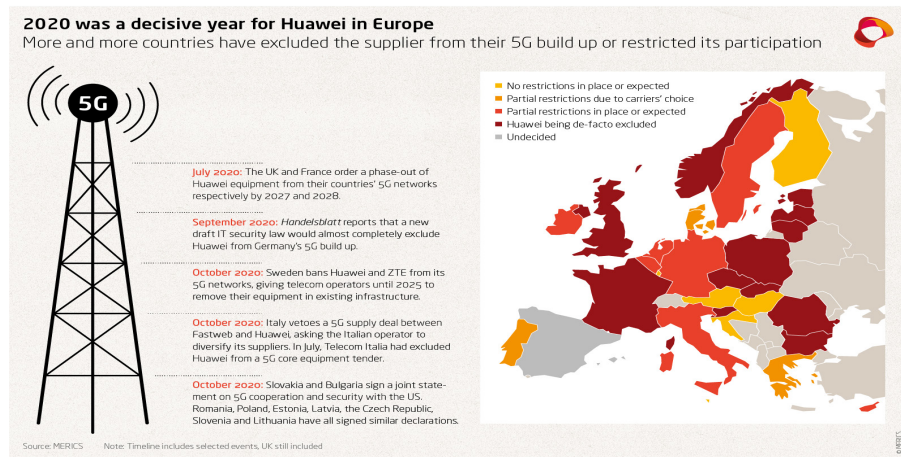 2020 was a decisive year for Huawei in Europe
More and more countries have excluded the supplier from their 5G build up or restricted its participation
5G
July 2020: The UK and France order a phase-out of
Huawei equipment from their countries' 5G networks
respectively by 2027 and 2028.
September 2020: Handelsblatt reports that a new
draft IT security law would almost completely exclude
Huawei from Germany's 5G build up.
October 2020: Sweden bans Huawei and ZTE from its
5G networks, giving telecom operators until 2025 to
remove their equipment in existing infrastructure.
October 2020: Italy vetoes a 5G supply deal between
Fastweb and Huawei, asking the Italian operator to
diversify its suppliers. In July, Telecom Italia had excluded
Huawei from a 5G core equipment tender.
October 2020: Slovakia and Bulgaria sign a joint state-
ment on 5G cooperation and security with the US.
Romania, Poland, Estonia, Latvia, the Czech Republic,
Slovenia and Lithuania have all signed similar declarations.
No restrictions in place or expected
Partial restrictions due to carriers' choice
Partial restrictions in place or expected
Huawei being de-facto excluded
Undecided
Source: MERICS Note: Timeline includes selected events, UK still included
© MERICS